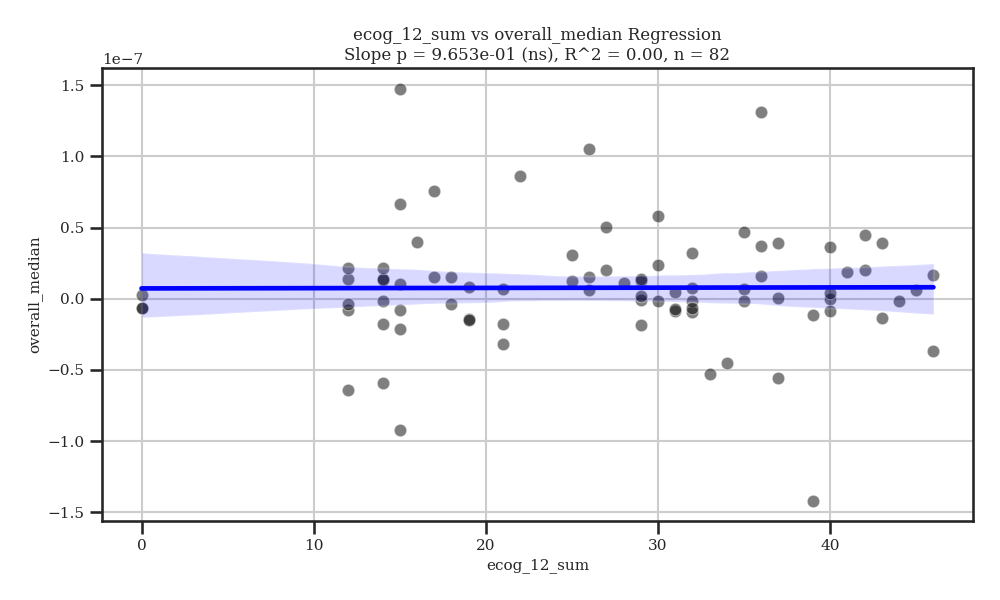 ecog_12_sum vs overall_median Regression
Slope p = 9.653e-01 (ns), R^2 = 0.00, n = 82
1e−7
1.5
1.0
0.5
0.0
−0.5
−1.0
−1.5
overall_median
0 10 20 30 40
ecog_12_sum